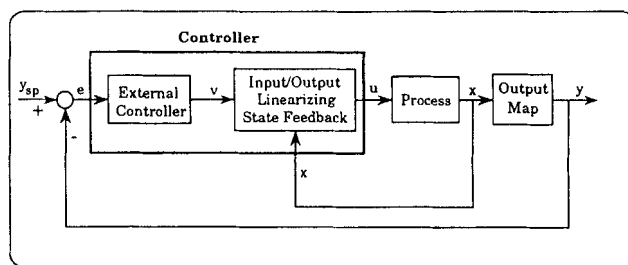 Controller
y_sp
+
-
e
External
Controller
v
Input/Output
Linearizing
State Feedback
u
Process
x
Output
Map
y
x